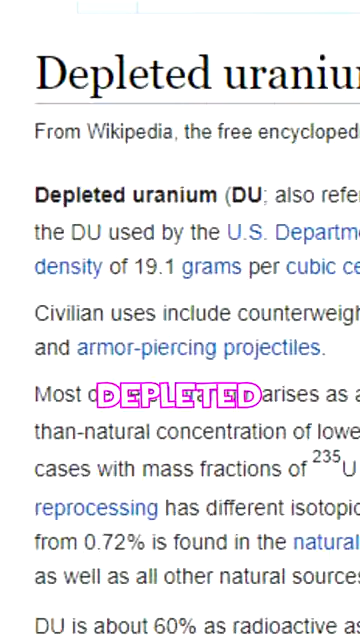 Depleted uraniu
From Wikipedia, the free encycloped
Depleted uranium (DU; also refe
the DU used by the U.S. Departm
density of 19.1 grams per cubic ce
Civilian uses include counterweigh
and armor-piercing projectiles.
Most d DEPLETED arises as a
than-natural concentration of lowe
cases with mass fractions of 235U
reprocessing has different isotopic
from 0.72% is found in the natural
as well as all other natural sources
DU is about 60% as radioactive as